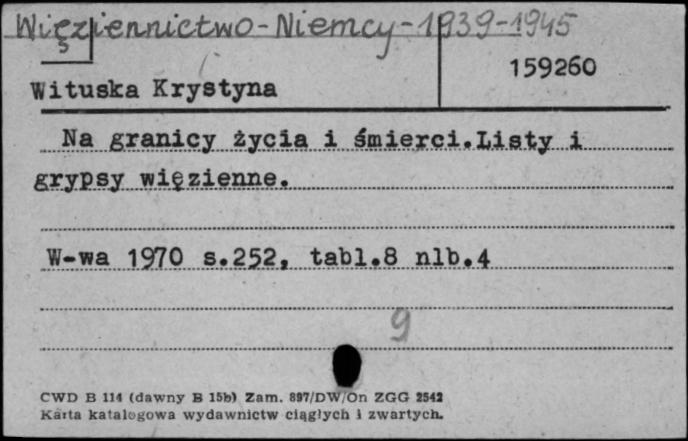 Więziennictwo-Niemcy-1939-1945
159260
Wituska Krystyna
Na granicy życia i śmierci.Listy i
grypsy więzienne.
W-wa 1970 s.252, tabl.8 nlb.4
9
CWD B 114 (dawny B 15b) Zam. 897/DW/On ZGG 2542
Karta katalogowa wydawnictw ciągłych i zwartych.